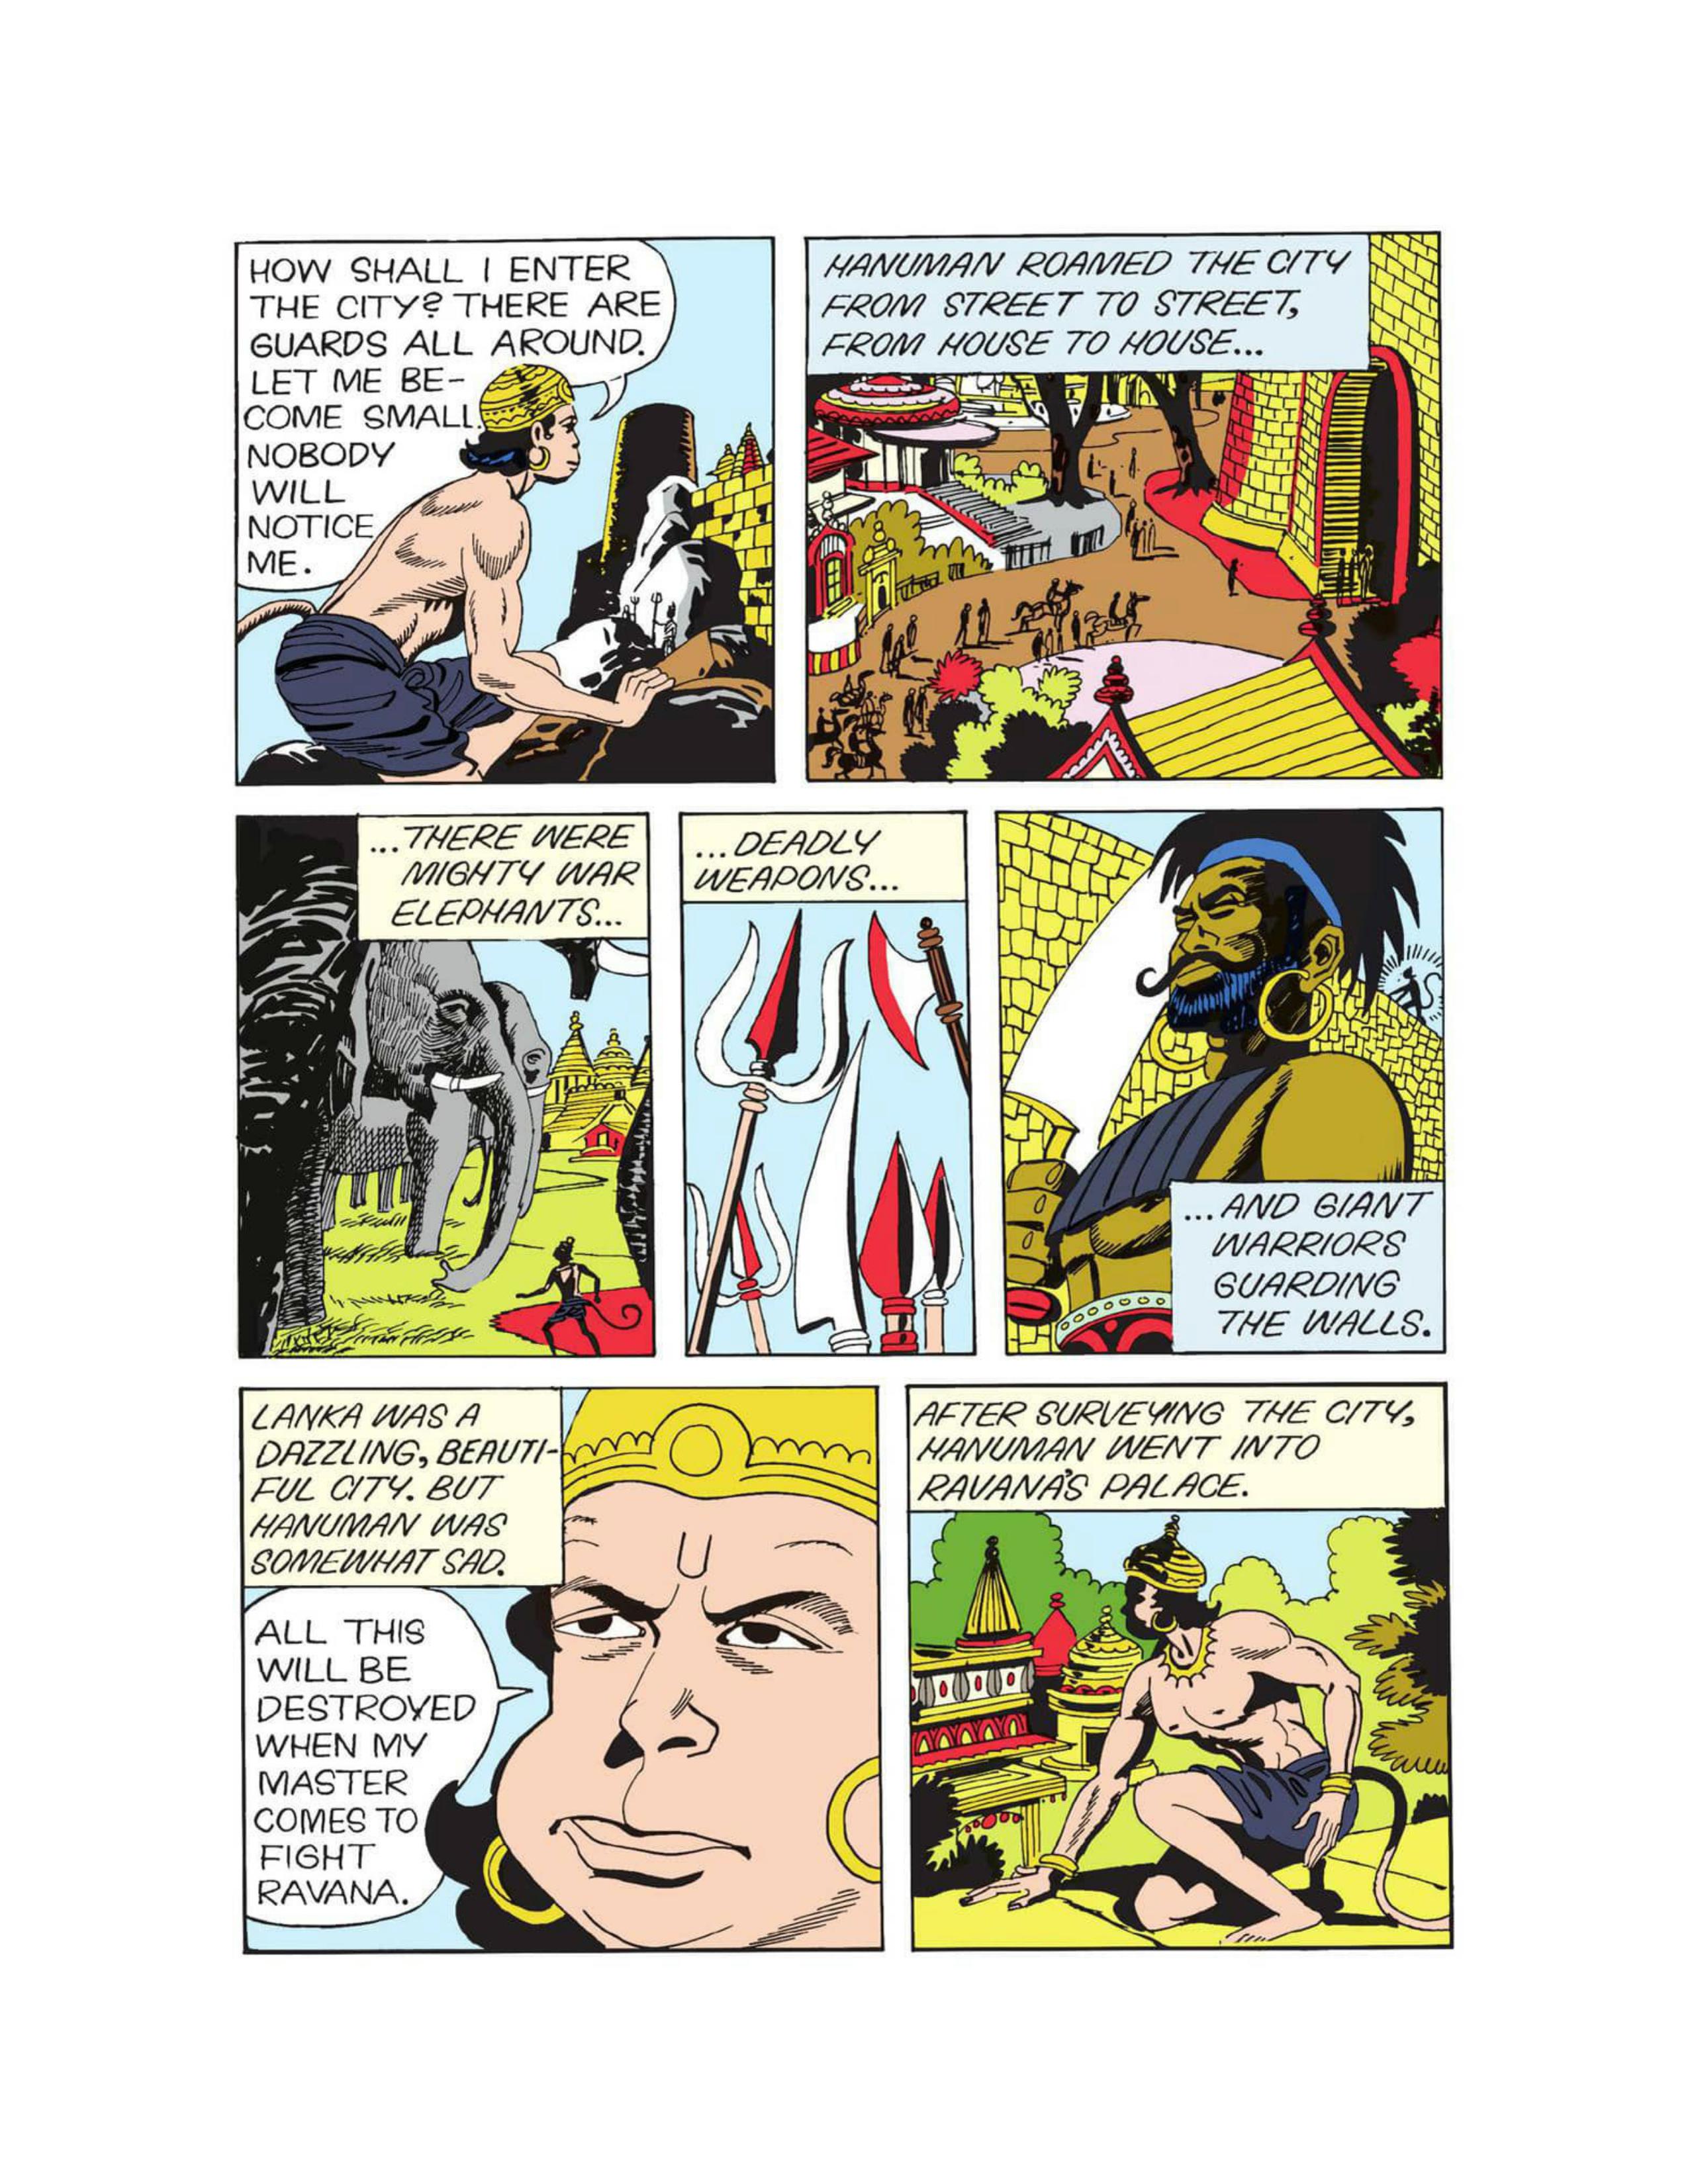 HOW SHALL I ENTER
THE CITY? THERE ARE
GUARDS ALL AROUND.
LET ME BE-
COME SMALL.
NOBODY
WILL
NOTICE
ME.
HANUMAN ROAMED THE CITY
FROM STREET TO STREET,
FROM HOUSE TO HOUSE...
...THERE WERE
MIGHTY WAR
ELEPHANTS...
...DEADLY
WEAPONS...
...AND GIANT
WARRIORS
GUARDING
THE WALLS.
LANKA WAS A
DAZZLING, BEAUTI-
FUL CITY. BUT
HANUMAN WAS
SOMEWHAT SAD.
ALL THIS
WILL BE
DESTROYED
WHEN MY
MASTER
COMES TO
FIGHT
RAVANA.
AFTER SURVEYING THE CITY,
HANUMAN WENT INTO
RAVANA'S PALACE.